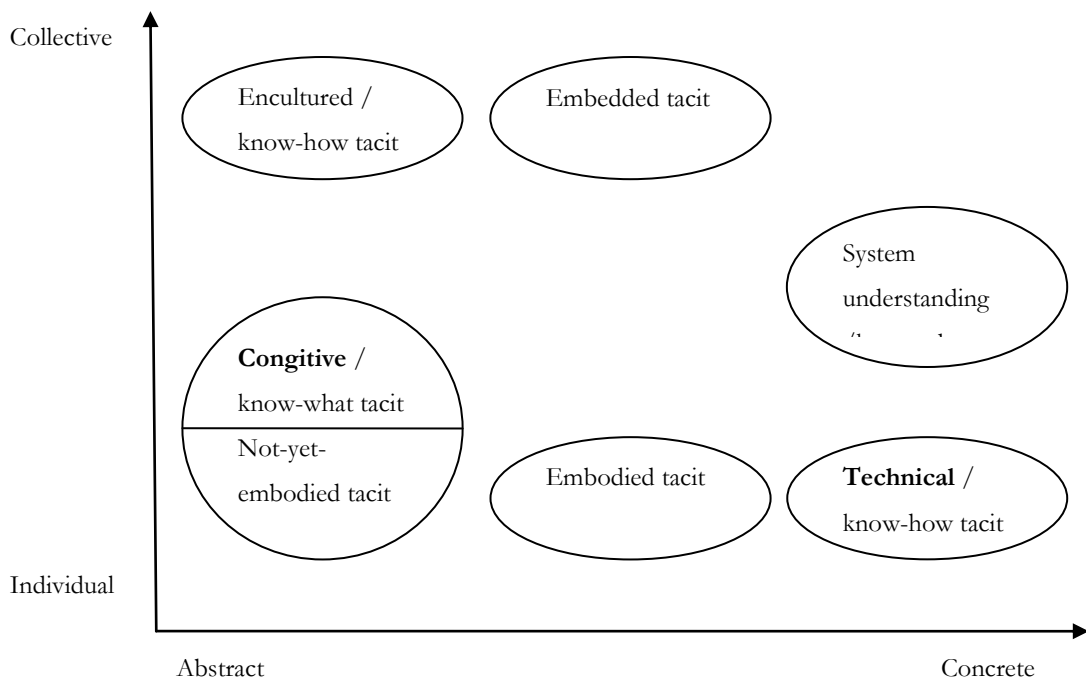 Collective
Encultured /
know-how tacit
Embedded tacit
System
understanding
Congitive /
know-what tacit
Not-yet-
embodied tacit
Embodied tacit
Technical /
know-how tacit
Individual
Abstract
Concrete